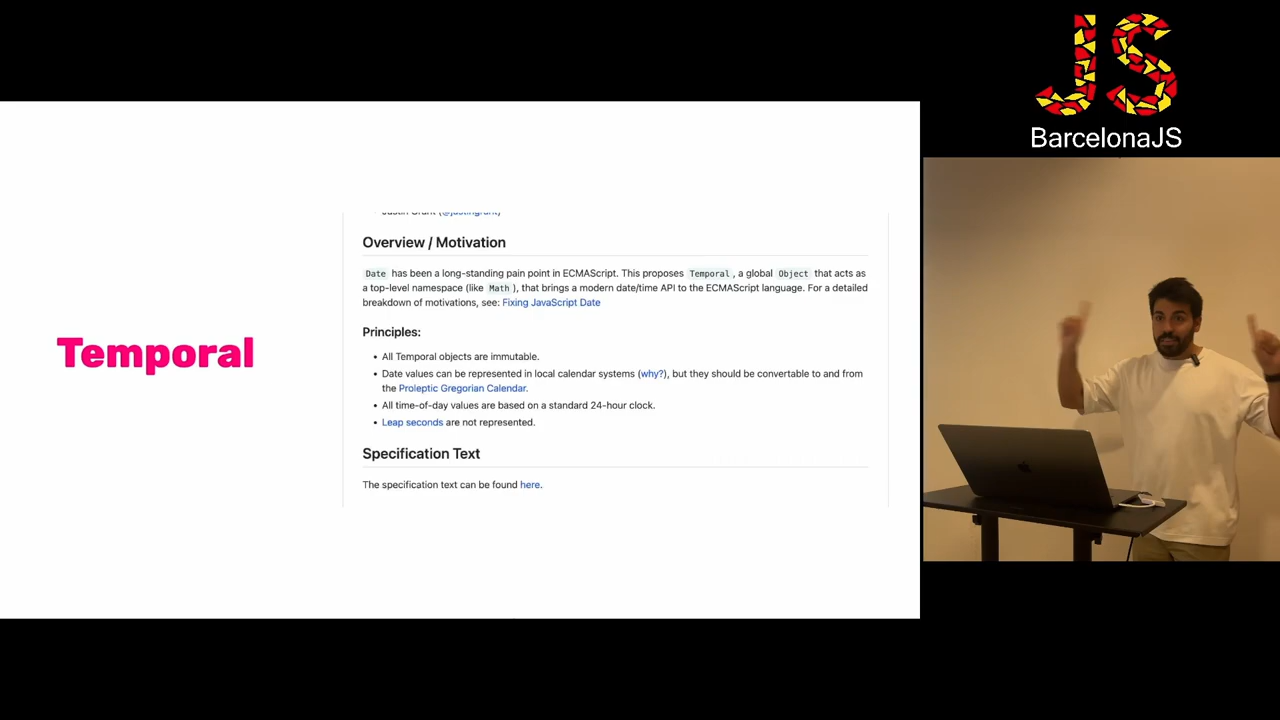 JS
BarcelonaJS
Temporal
Justin Grant (@justingrant)
Overview / Motivation
Date has been a long-standing pain point in ECMAScript. This proposes Temporal, a global Object that acts as
a top-level namespace (like Math), that brings a modern date/time API to the ECMAScript language. For a detailed
breakdown of motivations, see: Fixing JavaScript Date
Principles:
• All Temporal objects are immutable.
• Date values can be represented in local calendar systems (why?), but they should be convertable to and from
the Proleptic Gregorian Calendar.
• All time-of-day values are based on a standard 24-hour clock.
• Leap seconds are not represented.
Specification Text
The specification text can be found here.